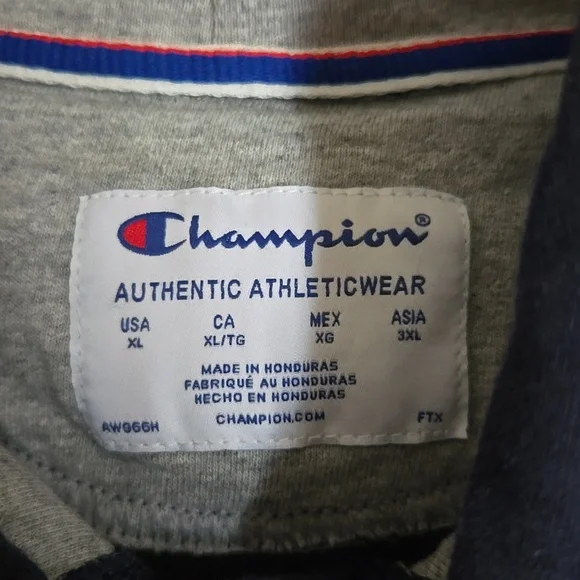 Champion®
AUTHENTIC ATHLETICWEAR
USA CA MEX ASIA
XL XL/TG XG 3XL
MADE IN HONDURAS
FABRIQUÉ AU HONDURAS
HECHO EN HONDURAS
AW966H CHAMPION.COM FTX